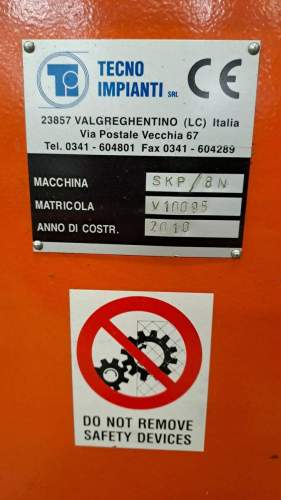 TECNO
IMPIANTI SRL
CE
23857 VALGREGHENTINO (LC) Italia
Via Postale Vecchia 67
Tel. 0341 - 604801 Fax 0341 - 604289
MACCHINA SKP/8N
MATRICOLA V10095
ANNO DI COSTR. 2010
DO NOT REMOVE
SAFETY DEVICES